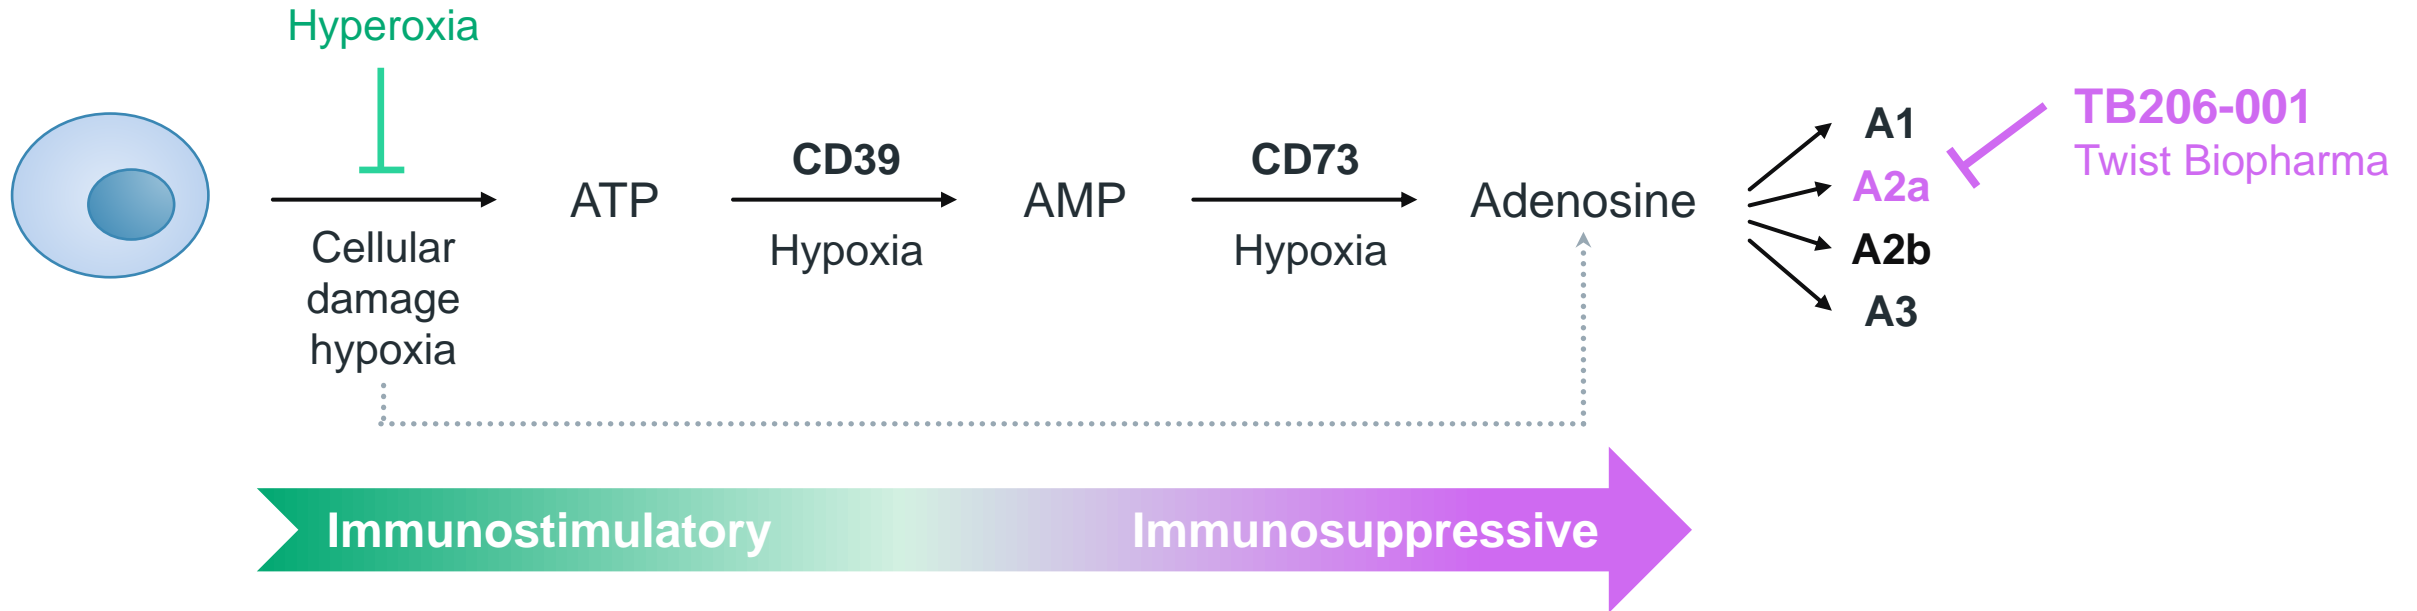 Hyperoxia
Cellular
damage
hypoxia
ATP
CD39
Hypoxia
AMP
CD73
Hypoxia
Adenosine
A1
A2a
A2b
A3
TB206-001
Twist Biopharma
Immunostimulatory
Immunosuppressive